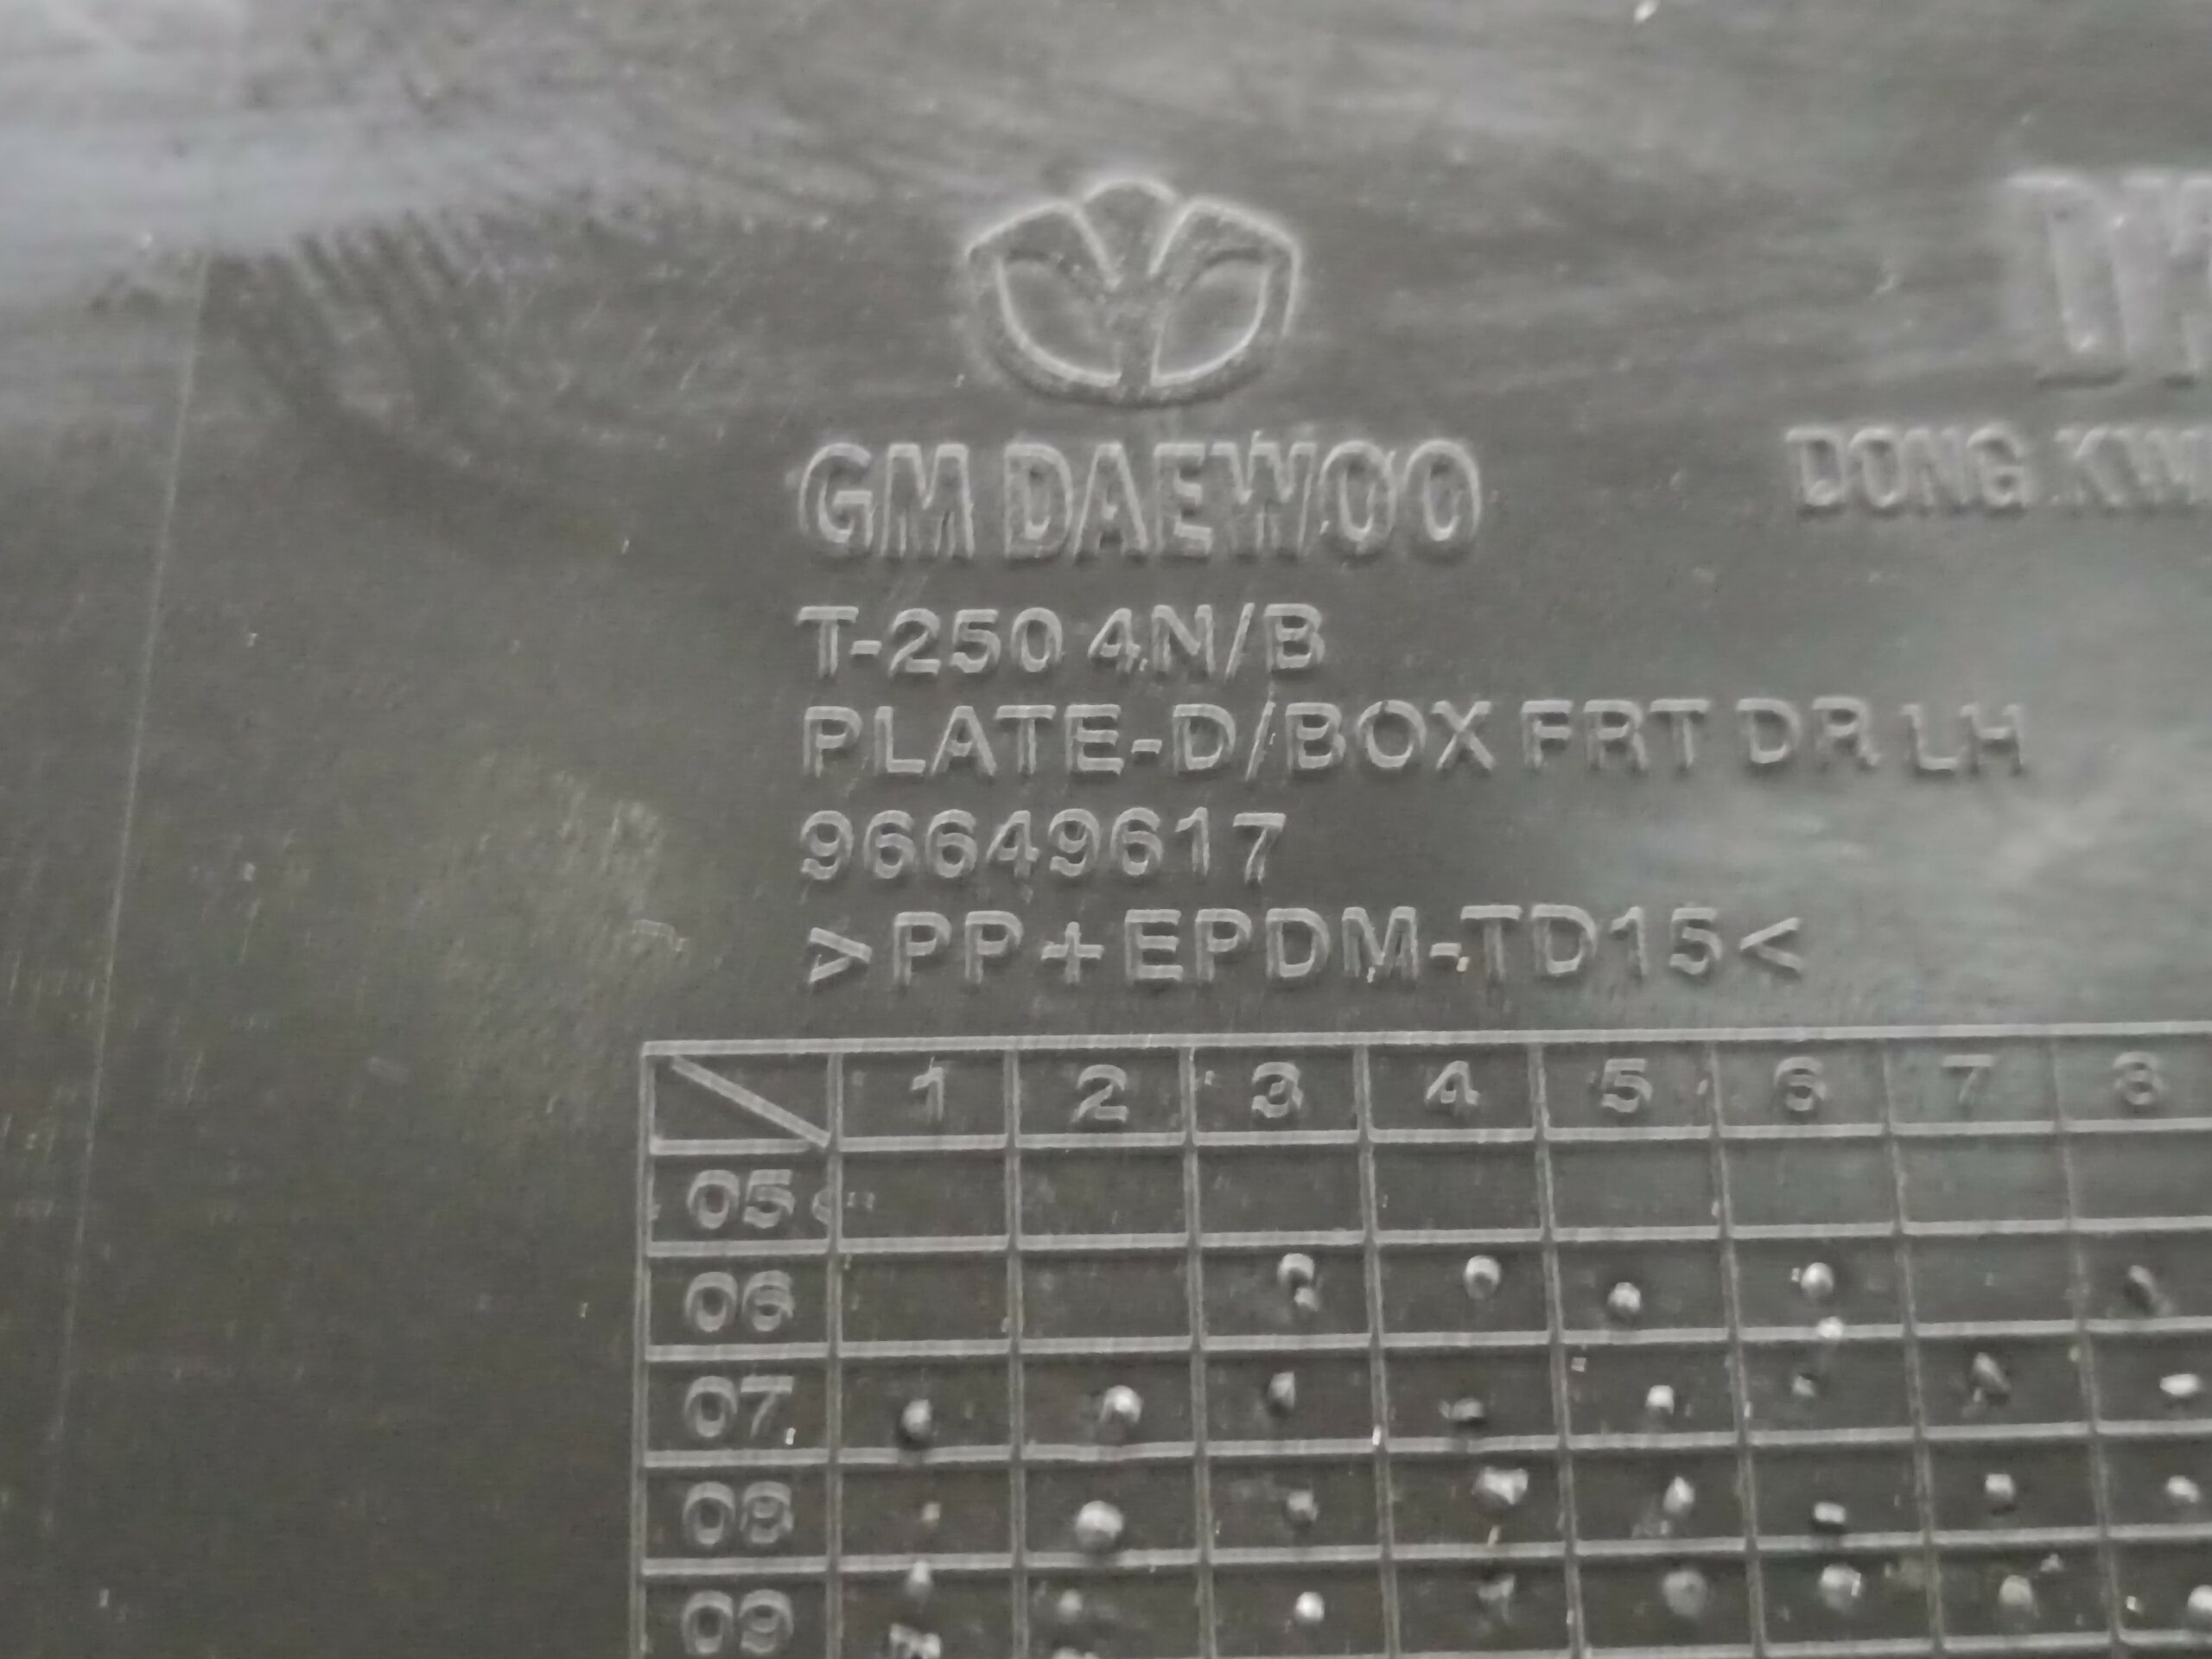 GM DAEWOO
DONG KW
T-250 4N/B
PLATE-D/BOX FRT DR LH
96649617
>PP+EPDM-TD15<
1 2 3 4 5 6 7 8
05
06
07
08
09